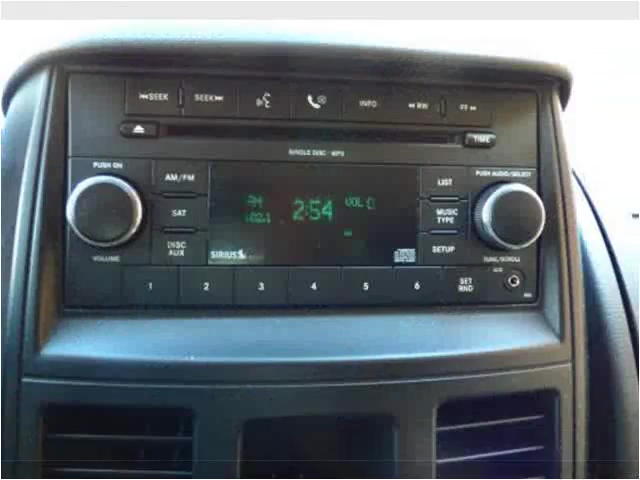 SEEK SEEK INFO RW FF
TIME
SINGLE DISC · MP3
PUSH ON
AM/FM
2:54
VOL
LIST
PUSH AUDIO/SELECT
SAT
102.1
MUSIC
TYPE
VOLUME
DISC
AUX
SIRIUS
SETUP
TUNE/SCROLL
1 2 3 4 5 6
SET
RND
AUX